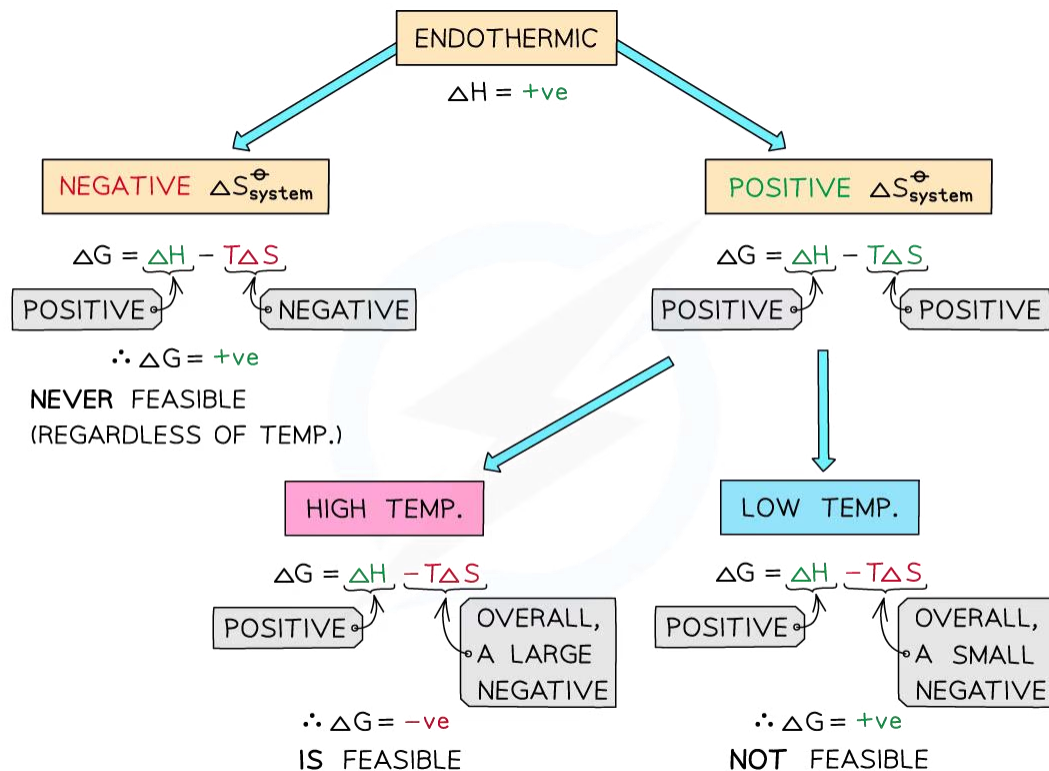 ENDOTHERMIC
△H = +ve
NEGATIVE △S⦵system
POSITIVE △S⦵system
△G = △H − T△S
POSITIVE
NEGATIVE
∴ △G = +ve
NEVER FEASIBLE
(REGARDLESS OF TEMP.)
△G = △H − T△S
POSITIVE
POSITIVE
HIGH TEMP.
△G = △H − T△S
POSITIVE
OVERALL,
A LARGE
NEGATIVE
∴ △G = −ve
IS FEASIBLE
LOW TEMP.
△G = △H − T△S
POSITIVE
OVERALL,
A SMALL
NEGATIVE
∴ △G = +ve
NOT FEASIBLE